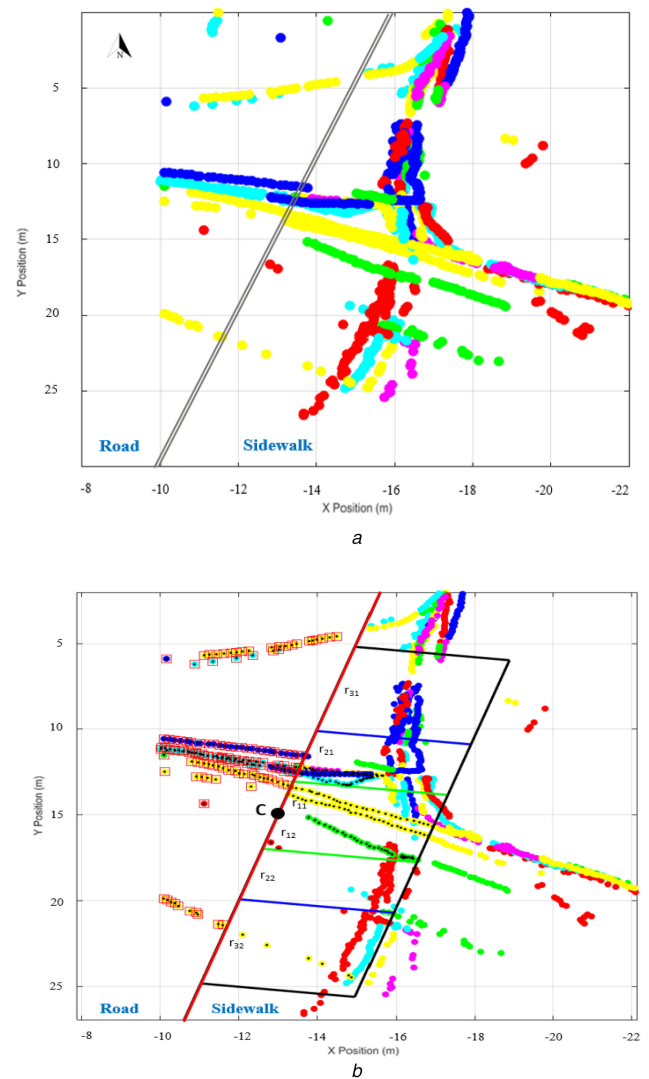 N
5
10
15
20
25
Y Position (m)
Road
Sidewalk
-8 -10 -12 -14 -16 -18 -20 -22
X Position (m)
a
5
10
15
20
25
Y Position (m)
r31
r21
r11
C
r12
r22
r32
Road
Sidewalk
-8 -10 -12 -14 -16 -18 -20 -22
X Position (m)
b